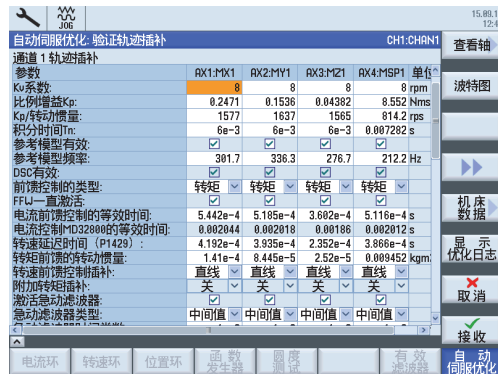 JOG
15.09.1
12:4
自动伺服优化: 验证轨迹插补 CH1:CHAN1
通道 1 轨迹插补
参数 AX1:MX1 AX2:MY1 AX3:MZ1 AX4:MSP1 单位
Kv系数: 8 8 8 8 rpm
比例增益Kp: 0.2471 0.1536 0.04382 8.552 Nms
Kp/转动惯量: 1577 1637 1565 814.2 rps
积分时间Tn: 6e-3 6e-3 6e-3 0.007282 s
参考模型有效:
参考模型频率: 301.7 336.3 276.7 212.2 Hz
DSC有效:
前馈控制的类型: 转矩 转矩 转矩 转矩
FFW一直激活:
电流前馈控制的等效时间: 5.442e-4 5.185e-4 3.602e-4 5.116e-4 s
电流控制MD32800的等效时间: 0.002044 0.002018 0.00186 0.002012 s
转速延迟时间 (P1429) : 4.192e-4 3.935e-4 2.352e-4 3.866e-4 s
转矩前馈的转动惯量: 1.41e-4 8.445e-5 2.52e-5 0.009452 kgm
转速前馈控制插补: 直线 直线 直线 直线
附加转矩插补: 关 关 关 关
激活急动滤波器:
急动滤波器类型: 中间值 中间值 中间值 中间值
查看轴
波特图
机床
数据
显示
优化日志
取消
接收
电流环 转速环 位置环 函数
发生器 圆度
测试 有效
滤波器 自动
伺服优化